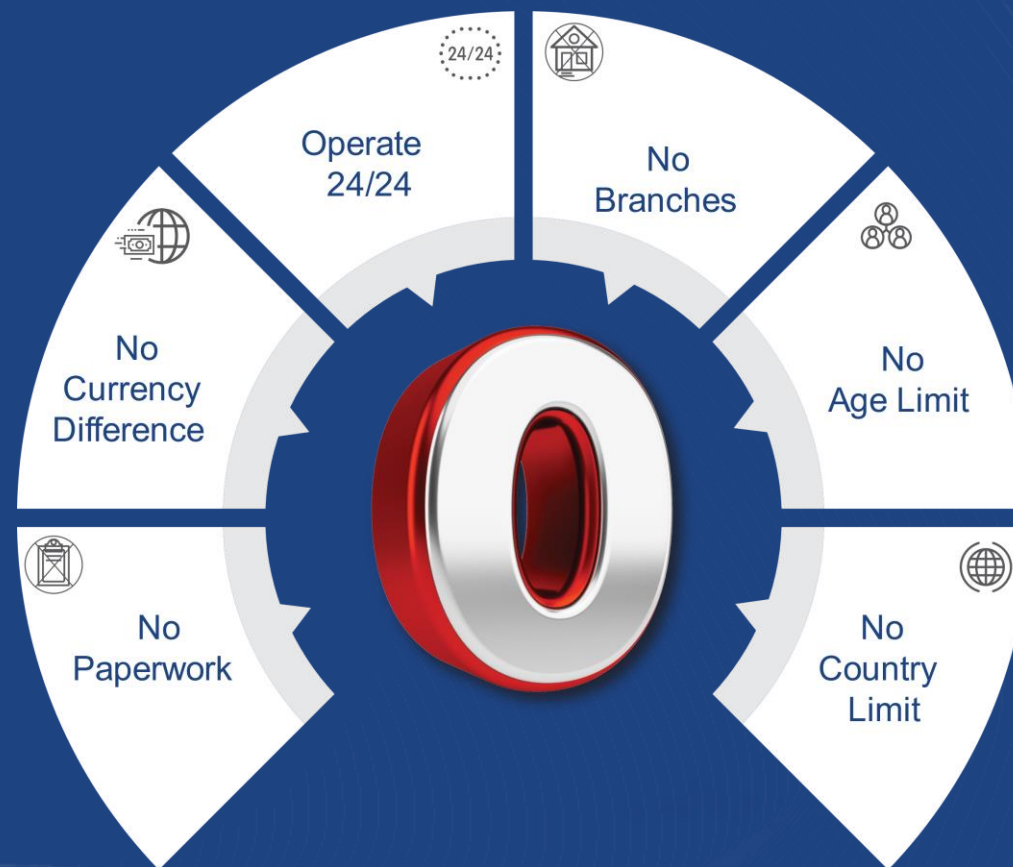 24/24
Operate
24/24
No
Branches
No
Currency
Difference
No
Age Limit
0
No
Paperwork
No
Country
Limit